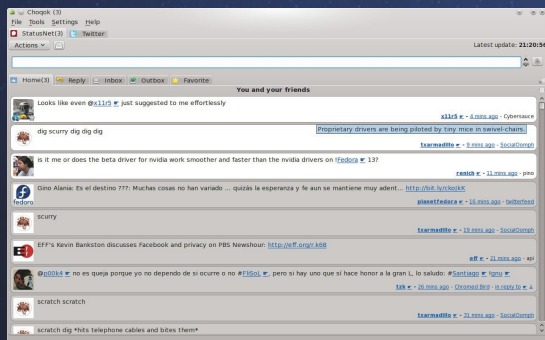 Choqok (3)
File Tools Settings Help
StatusNet(3) Twitter
Actions
Latest update: 21:20:56
Home(3) Reply Inbox Outbox Favorite
You and your friends
Looks like even @x11r5 just suggested to me effortlessly
x11r5 - 4 mins ago - Cybersauce
dig scurry dig dig dig
Proprietary drivers are being piloted by tiny mice in swivel-chairs.
txarmadillo - 9 mins ago - SocialOomph
is it me or does the beta driver for nvidia work smoother and faster than the nvidia drivers on !Fedora 13?
renich - 11 mins ago - pino
Gino Alania: Es el destino ???: Muchas cosas no han variado ... quizás la esperanza y fe aun se mantiene muy adent... http://bit.ly/ckoJkK
fedora
planetfedora - 16 mins ago - twitterfeed
scurry
txarmadillo - 19 mins ago - SocialOomph
EFF's Kevin Bankston discusses Facebook and privacy on PBS Newshour: http://eff.org/r.k68
eff - 21 mins ago - api
@p00k4 no es queja porque yo no dependo de si ocurre o no #FliSoL, pero si hay uno que sí hace honor a la gran L, lo saludo: #Santiago !gnu
tzk - 26 mins ago - Chromed Bird - in reply to
scratch scratch
txarmadillo - 31 mins ago - SocialOomph
scratch dig *hits telephone cables and bites them*